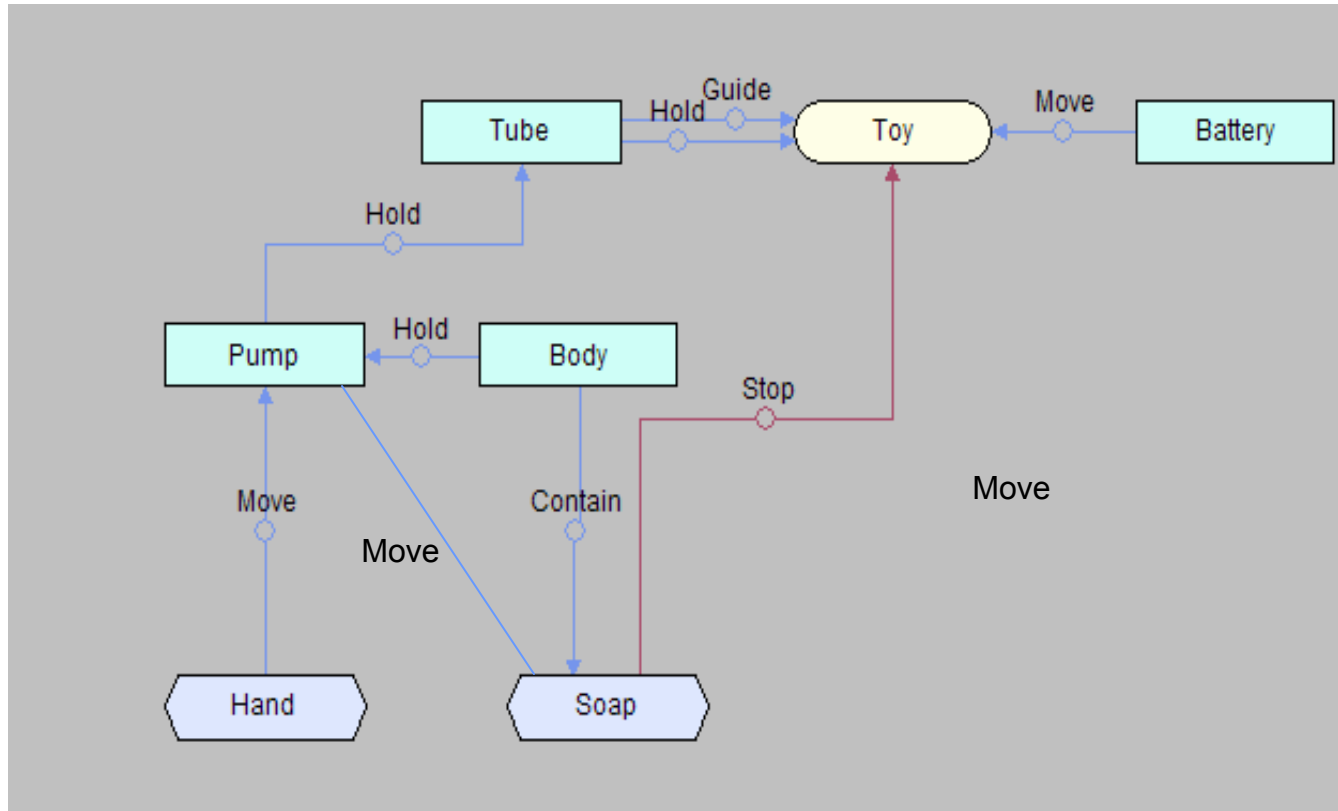 Guide
Hold
Move
Tube
Toy
Battery
Hold
Hold
Pump
Body
Stop
Move
Contain
Move
Move
Hand
Soap